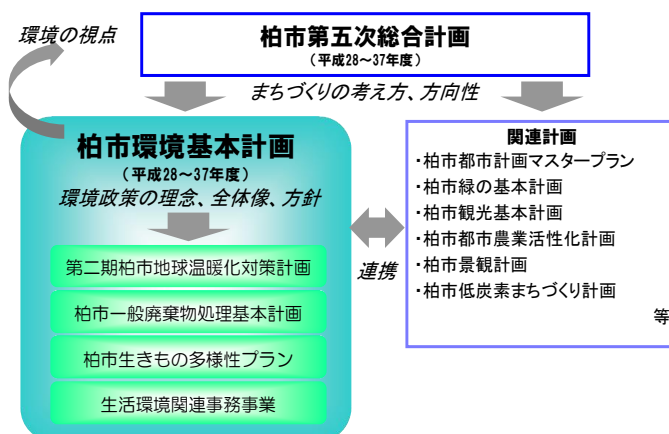 環境の視点
柏市第五次総合計画
（平成28～37年度）
まちづくりの考え方、方向性
柏市環境基本計画
（平成28～37年度）
環境政策の理念、全体像、方針
第二期柏市地球温暖化対策計画
柏市一般廃棄物処理基本計画
柏市生きもの多様性プラン
生活環境関連事務事業
連携
関連計画
・柏市都市計画マスタープラン
・柏市緑の基本計画
・柏市観光基本計画
・柏市都市農業活性化計画
・柏市景観計画
・柏市低炭素まちづくり計画
等